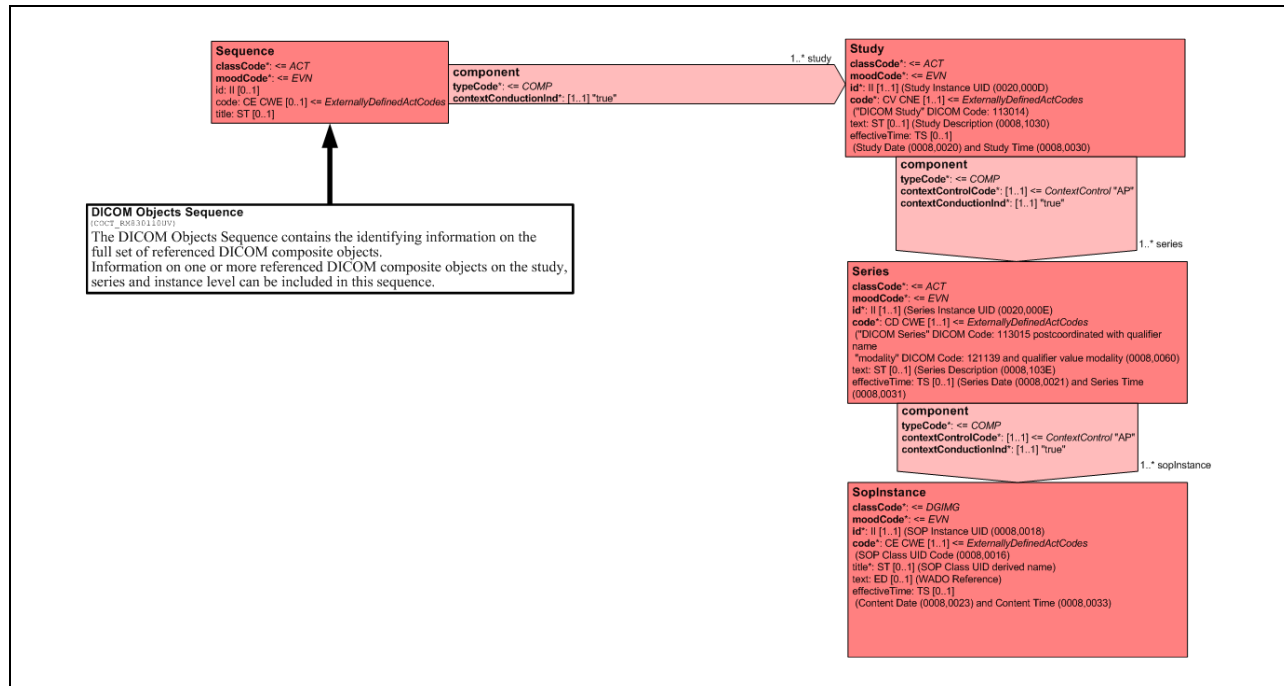 Sequence
classCode*: <= ACT
moodCode*: <= EVN
id: II [0..1]
code: CE CWE [0..1] <= ExternallyDefinedActCodes
title: ST [0..1]
component
typeCode*: <= COMP
contextConductionInd*: [1..1] "true"
1..* study
Study
classCode*: <= ACT
moodCode*: <= EVN
id*: II [1..1] (Study Instance UID (0020,000D)
code*: CV CNE [1..1] <= ExternallyDefinedActCodes
("DICOM Study" DICOM Code: 113014)
text: ST [0..1] (Study Description (0008,1030)
effectiveTime: TS [0..1]
(Study Date (0008,0020) and Study Time (0008,0030)
component
typeCode*: <= COMP
contextControlCode*: [1..1] <= ContextControl "AP"
contextConductionInd*: [1..1] "true"
1..* series
DICOM Objects Sequence
(COCT_RM830110UV)
The DICOM Objects Sequence contains the identifying information on the
full set of referenced DICOM composite objects.
Information on one or more referenced DICOM composite objects on the study,
series and instance level can be included in this sequence.
Series
classCode*: <= ACT
moodCode*: <= EVN
id*: II [1..1] (Series Instance UID (0020,000E)
code*: CD CWE [1..1] <= ExternallyDefinedActCodes
("DICOM Series" DICOM Code: 113015 postcoordinated with qualifier
name
"modality" DICOM Code: 121139 and qualifier value modality (0008,0060)
text: ST [0..1] (Series Description (0008,103E)
effectiveTime: TS [0..1] (Series Date (0008,0021) and Series Time
(0008,0031)
component
typeCode*: <= COMP
contextControlCode*: [1..1] <= ContextControl "AP"
contextConductionInd*: [1..1] "true"
1..* sopInstance
SopInstance
classCode*: <= DGIMG
moodCode*: <= EVN
id*: II [1..1] (SOP Instance UID (0008,0018)
code*: CE CWE [1..1] <= ExternallyDefinedActCodes
(SOP Class UID Code (0008,0016)
title*: ST [0..1] (SOP Class UID derived name)
text: ED [0..1] (WADO Reference)
effectiveTime: TS [0..1]
(Content Date (0008,0023) and Content Time (0008,0033)